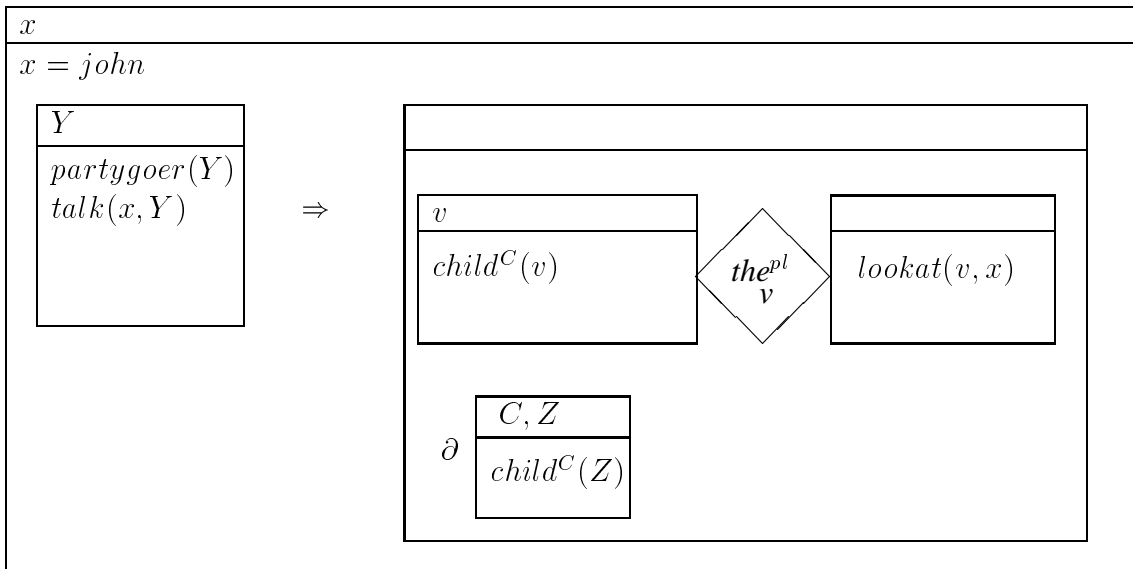 x
x = john
Y
partygoer(Y)
talk(x, Y)
⇒
v
child^C(v)
the^pl
v
lookat(v, x)
∂
C, Z
child^C(Z)